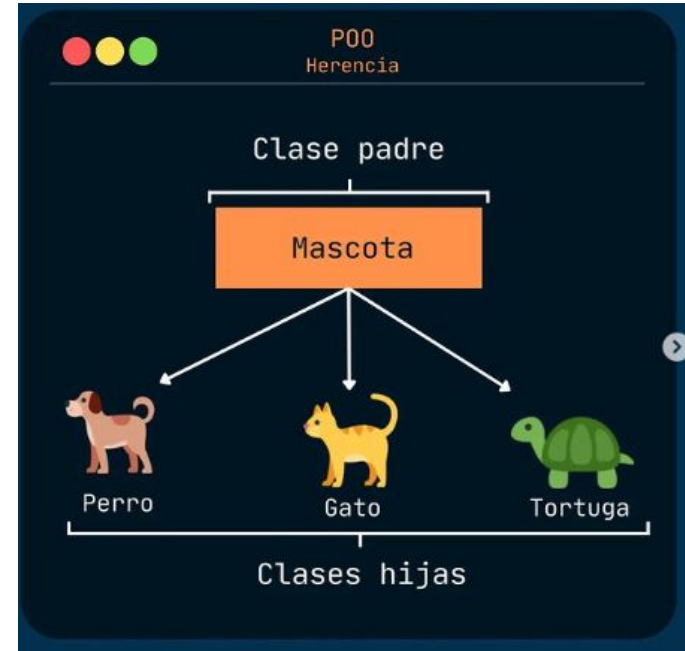 POO
Herencia
Clase padre
Mascota
Perro
Gato
Tortuga
Clases hijas